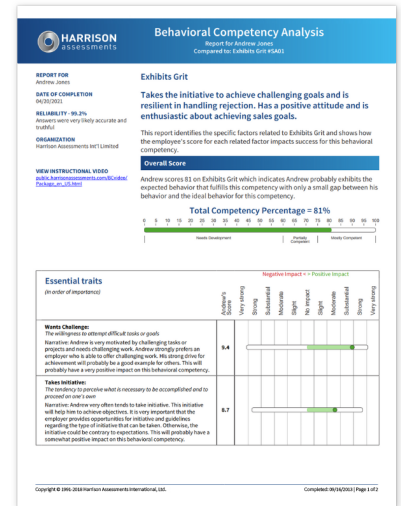 HARRISON
assessments
Behavioral Competency Analysis
Report for Andrew Jones
Compared to: Exhibits Grit #SA01
REPORT FOR
Andrew Jones
DATE OF COMPLETION
04/20/2021
RELIABILITY - 99.2%
Answers were very likely accurate and
truthful
ORGANIZATION
Harrison Assessments Int'l Limited
VIEW INSTRUCTIONAL VIDEO
public.harrisonassessments.com/BCvideo/
Package_en_US.html
Exhibits Grit
Takes the initiative to achieve challenging goals and is
resilient in handling rejection. Has a positive attitude and is
enthusiastic about achieving sales goals.
This report identifies the specific factors related to Exhibits Grit and shows how
the employee's score for each related factor impacts success for this behavioral
competency.
Overall Score
Andrew scores 81 on Exhibits Grit which indicates Andrew probably exhibits the
expected behavior that fulfills this competency with only a small gap between his
behavior and the ideal behavior for this competency.
Total Competency Percentage = 81%
0 5 10 15 20 25 30 35 40 45 50 55 60 65 70 75 80 85 90 95 100
Needs Development
Partially
Competent
Mostly Competent
Essential traits
(in order of importance)
Negative Impact < > Positive Impact
Andrew's
Score
Very strong
Strong
Substantial
Moderate
Slight
No impact
Slight
Moderate
Substantial
Strong
Very strong
Wants Challenge:
The willingness to attempt difficult tasks or goals
Narrative: Andrew is very motivated by challenging tasks or
projects and needs challenging work. Andrew strongly prefers an
employer who is able to offer challenging work. His strong drive for
achievement will probably be a good example for others. This will
probably have a very positive impact on this behavioral competency.
9.4
Takes Initiative:
The tendency to perceive what is necessary to be accomplished and to
proceed on one's own
Narrative: Andrew very often tends to take initiative. This initiative
will help him to achieve objectives. It is very important that the
employer provides opportunities for initiative and guidelines
regarding the type of initiative that can be taken. Otherwise, the
initiative could be contrary to expectations. This will probably have a
somewhat positive impact on this behavioral competency.
8.7
Copyright © 1991-2018 Harrison Assessments International, Ltd.
Completed: 09/16/2013 | Page 1 of 2